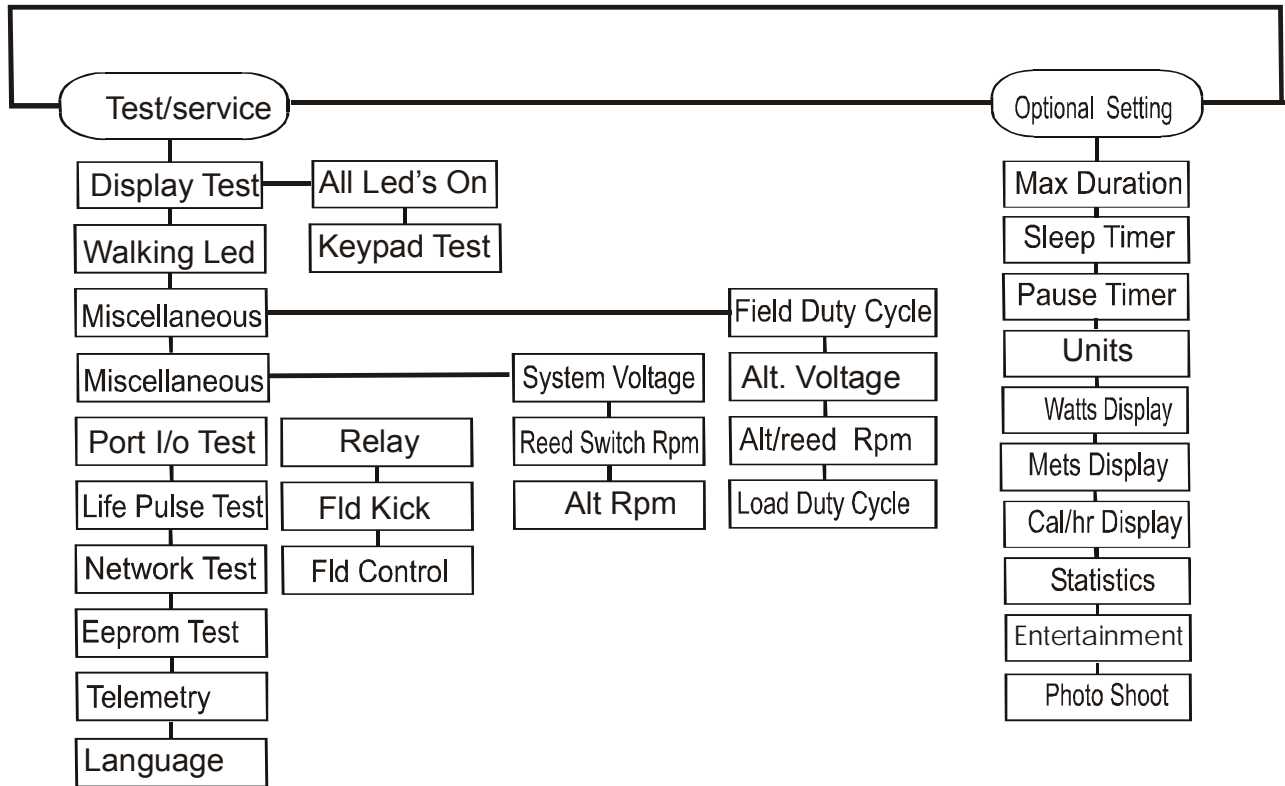 Test/service
Optional Setting
Display Test
All Led's On
Max Duration
Walking Led
Keypad Test
Sleep Timer
Miscellaneous
Field Duty Cycle
Pause Timer
Miscellaneous
System Voltage
Alt. Voltage
Units
Port I/o Test
Relay
Reed Switch Rpm
Alt/reed Rpm
Watts Display
Life Pulse Test
Fld Kick
Alt Rpm
Load Duty Cycle
Mets Display
Network Test
Fld Control
Cal/hr Display
Eeprom Test
Statistics
Telemetry
Entertainment
Language
Photo Shoot